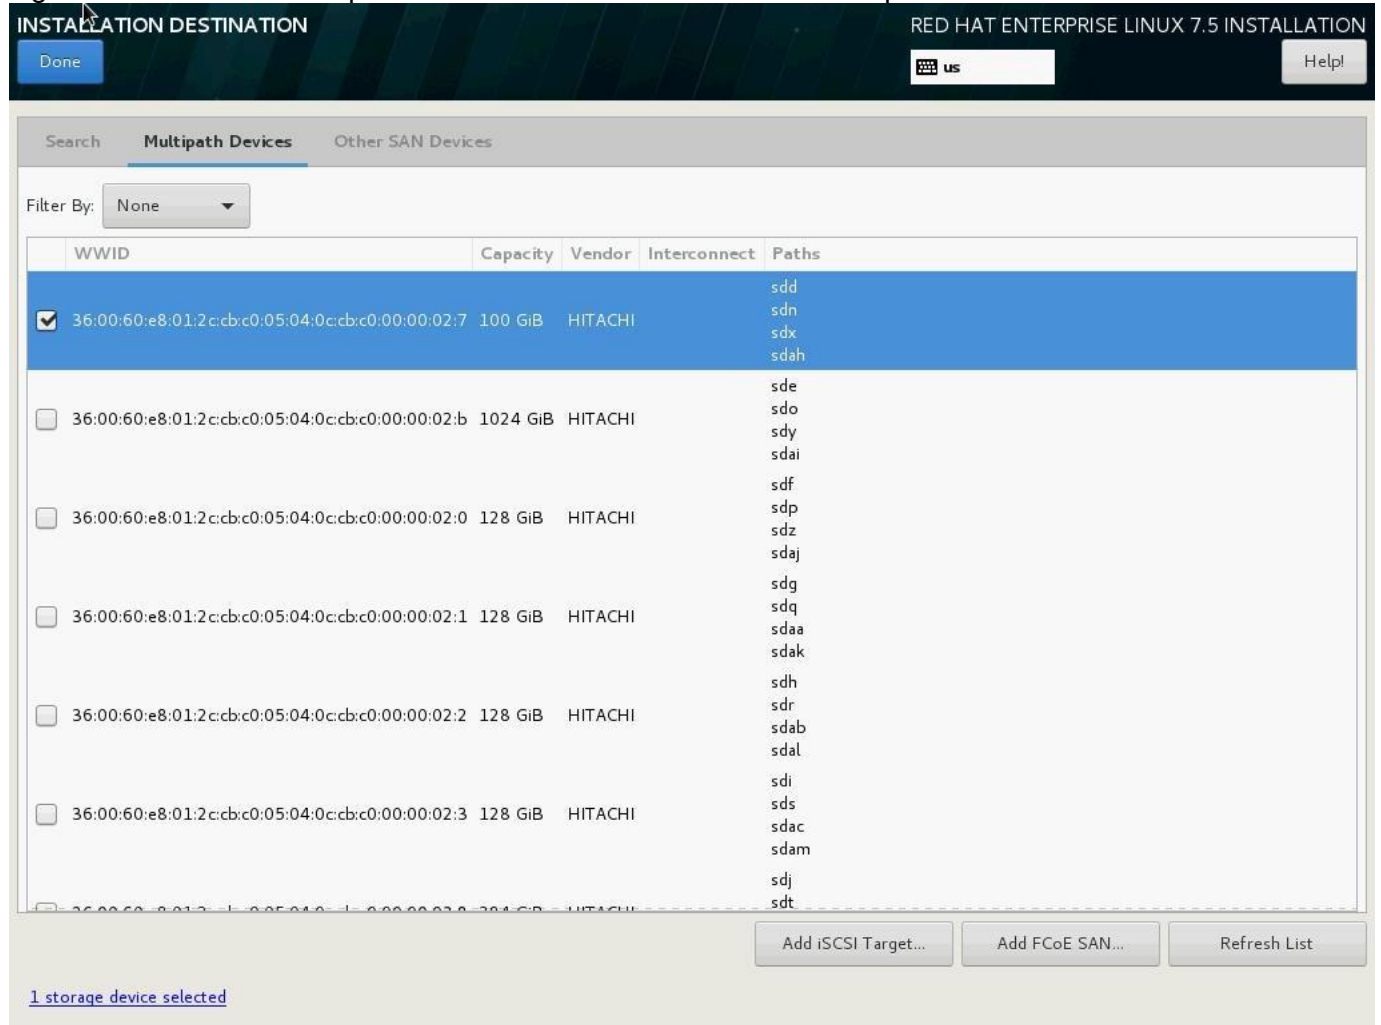 INSTALLATION DESTINATION
RED HAT ENTERPRISE LINUX 7.5 INSTALLATION
Done
us
Help!
Search Multipath Devices Other SAN Devices
Filter By: None
WWID Capacity Vendor Interconnect Paths
36:00:60:e8:01:2c:cb:c0:05:04:0c:cb:c0:00:00:02:7 100 GiB HITACHI
sdd
sdn
sdx
sdah
36:00:60:e8:01:2c:cb:c0:05:04:0c:cb:c0:00:00:02:b 1024 GiB HITACHI
sde
sdo
sdy
sdai
36:00:60:e8:01:2c:cb:c0:05:04:0c:cb:c0:00:00:02:0 128 GiB HITACHI
sdf
sdp
sdz
sdaj
36:00:60:e8:01:2c:cb:c0:05:04:0c:cb:c0:00:00:02:1 128 GiB HITACHI
sdg
sdq
sdaa
sdak
36:00:60:e8:01:2c:cb:c0:05:04:0c:cb:c0:00:00:02:2 128 GiB HITACHI
sdh
sdr
sdab
sdal
36:00:60:e8:01:2c:cb:c0:05:04:0c:cb:c0:00:00:02:3 128 GiB HITACHI
sdi
sds
sdac
sdam
sdj
sdt
Add iSCSI Target... Add FCoE SAN... Refresh List
1 storage device selected